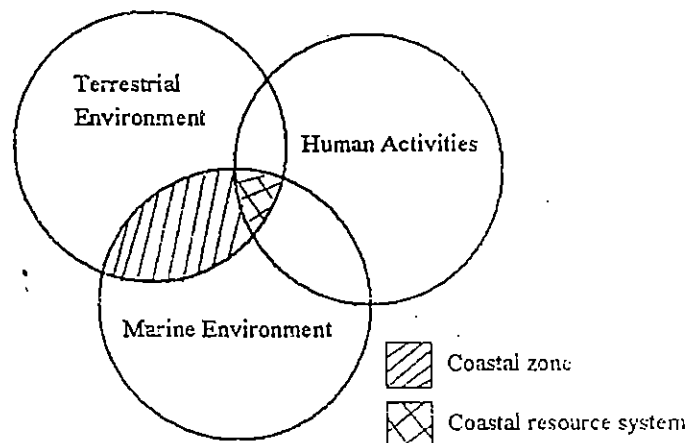 Terrestrial
Environment
Human Activities
Marine Environment
Coastal zone
Coastal resource system